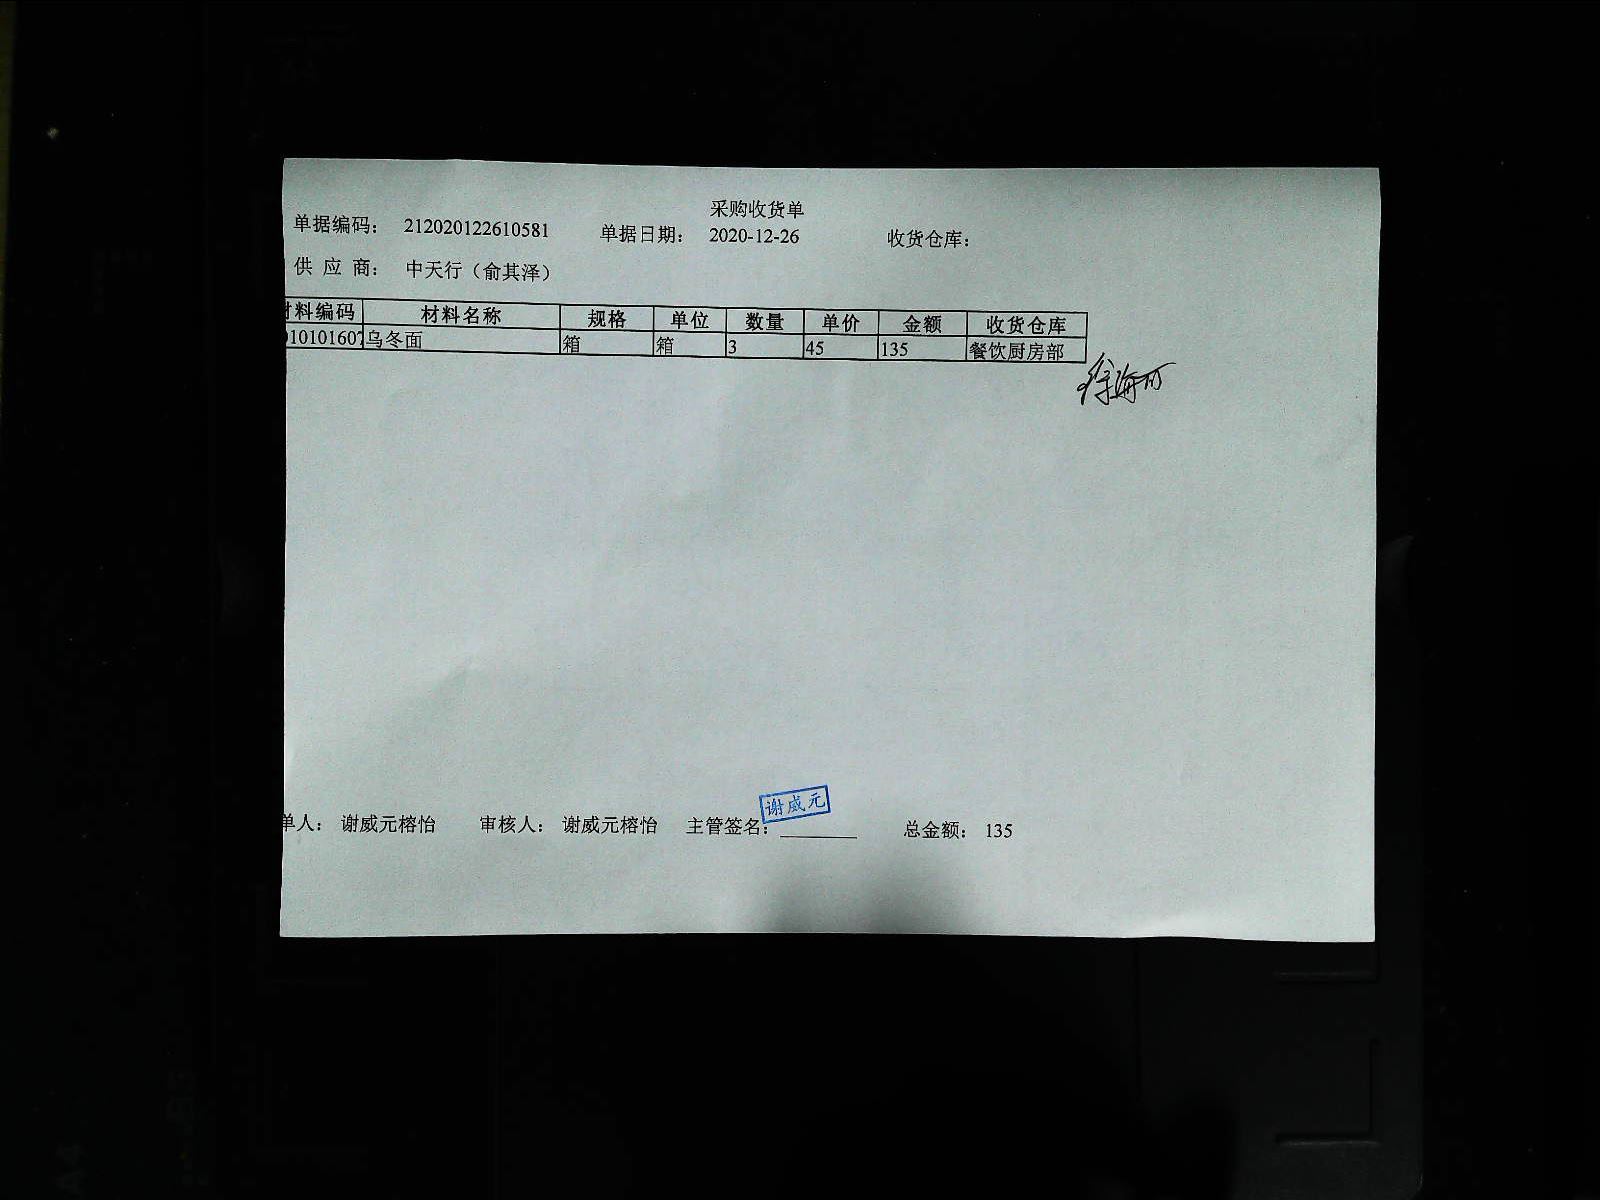 采购收货单
单据编码： 212020122610581 单据日期： 2020-12-26 收货仓库：
供 应 商： 中天行（俞其泽）
材料编码 材料名称 规格 单位 数量 单价 金额 收货仓库
01010160 乌冬面 箱 箱 3 45 135 餐饮厨房部
谢威元
单人： 谢威元榕怡 审核人： 谢威元榕怡 主管签名： 总金额： 135